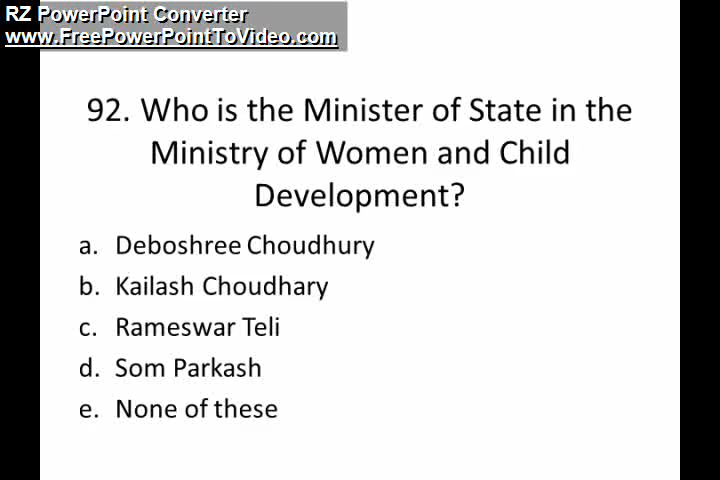 RZ PowerPoint Converter
www.FreePowerPointToVideo.com
92. Who is the Minister of State in the
Ministry of Women and Child
Development?
a. Deboshree Choudhury
b. Kailash Choudhary
c. Rameswar Teli
d. Som Parkash
e. None of these